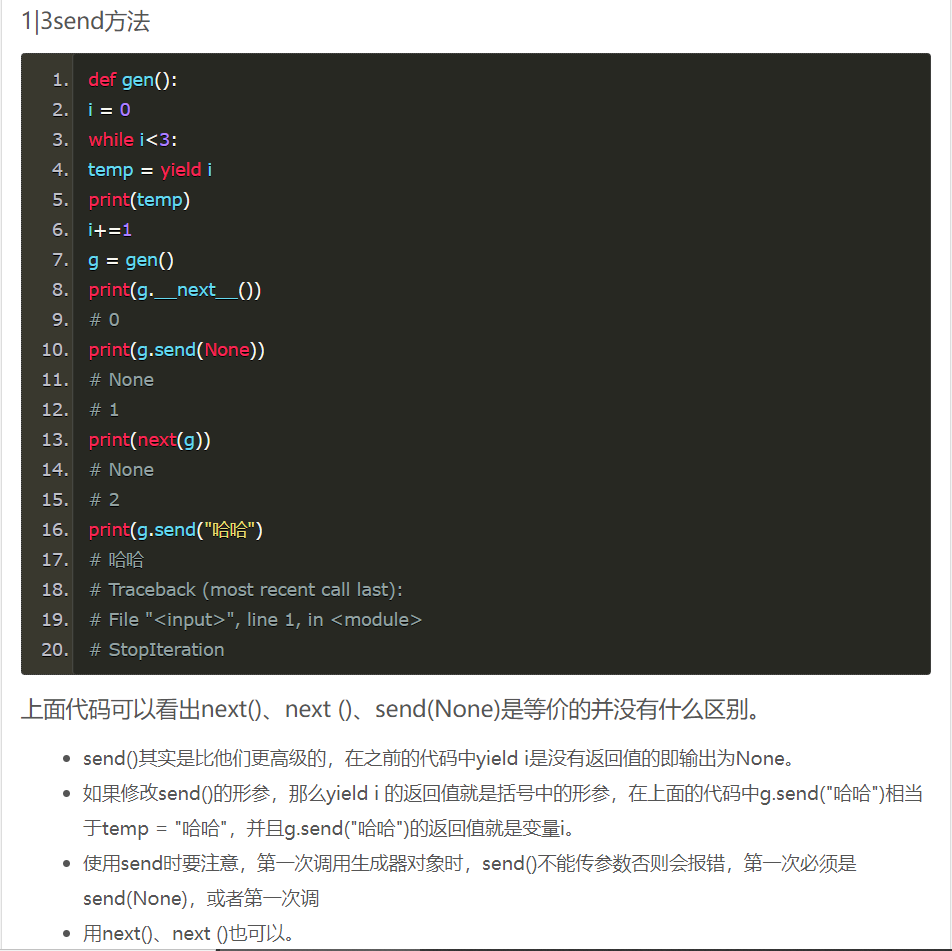 1|3send方法
1. def gen():
2. i = 0
3. while i<3:
4. temp = yield i
5. print(temp)
6. i+=1
7. g = gen()
8. print(g.__next__())
9. # 0
10. print(g.send(None))
11. # None
12. # 1
13. print(next(g))
14. # None
15. # 2
16. print(g.send("哈哈")
17. # 哈哈
18. # Traceback (most recent call last):
19. # File "<input>", line 1, in <module>
20. # StopIteration
上面代码可以看出next()、next ()、send(None)是等价的并没有什么区别。
• send()其实是比他们更高级的，在之前的代码中yield i是没有返回值的即输出为None。
• 如果修改send()的形参，那么yield i 的返回值就是括号中的形参，在上面的代码中g.send("哈哈")相当
于temp = "哈哈"，并且g.send("哈哈")的返回值就是变量i。
• 使用send时要注意，第一次调用生成器对象时，send()不能传参数否则会报错，第一次必须是
send(None)，或者第一次调
• 用next()、next ()也可以。